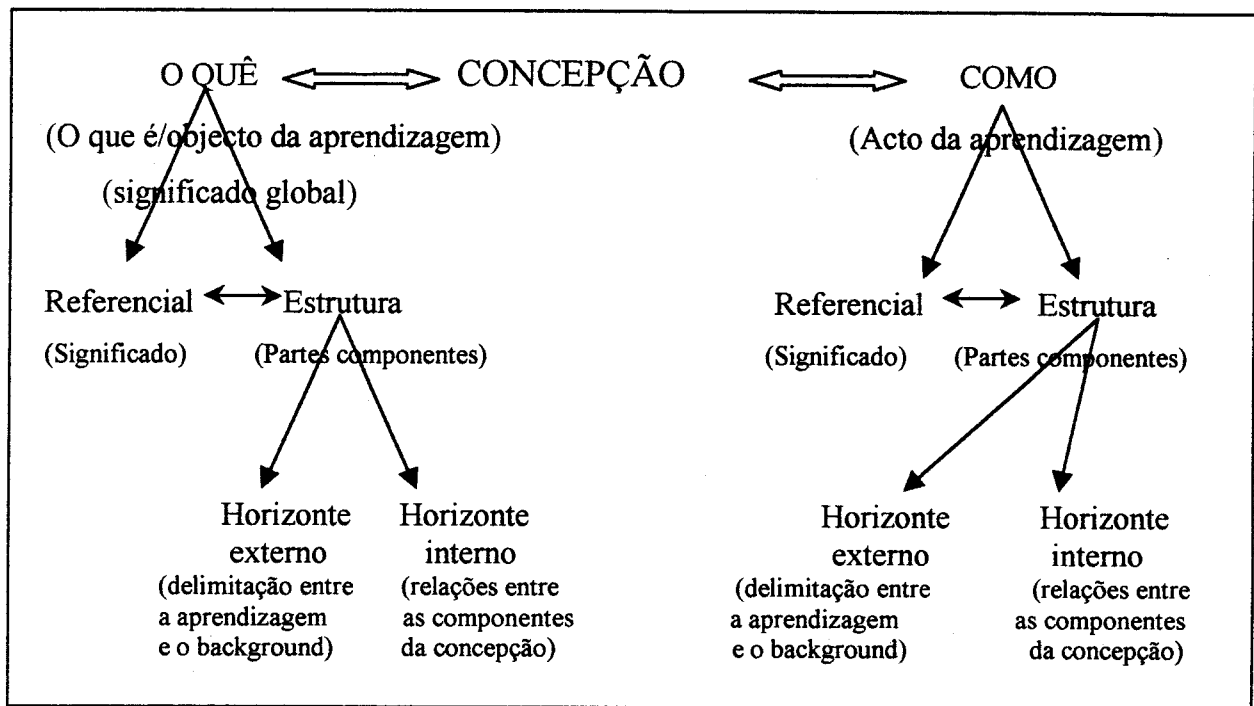 O QUÊ CONCEPÇÃO COMO
(O que é/objecto da aprendizagem) (Acto da aprendizagem)
(significado global)
Referencial Estrutura Referencial Estrutura
(Significado) (Partes componentes) (Significado) (Partes componentes)
Horizonte Horizonte Horizonte Horizonte
externo interno externo interno
(delimitação entre (relações entre (delimitação entre (relações entre
a aprendizagem as componentes a aprendizagem as componentes
e o background) da concepção) e o background) da concepção)